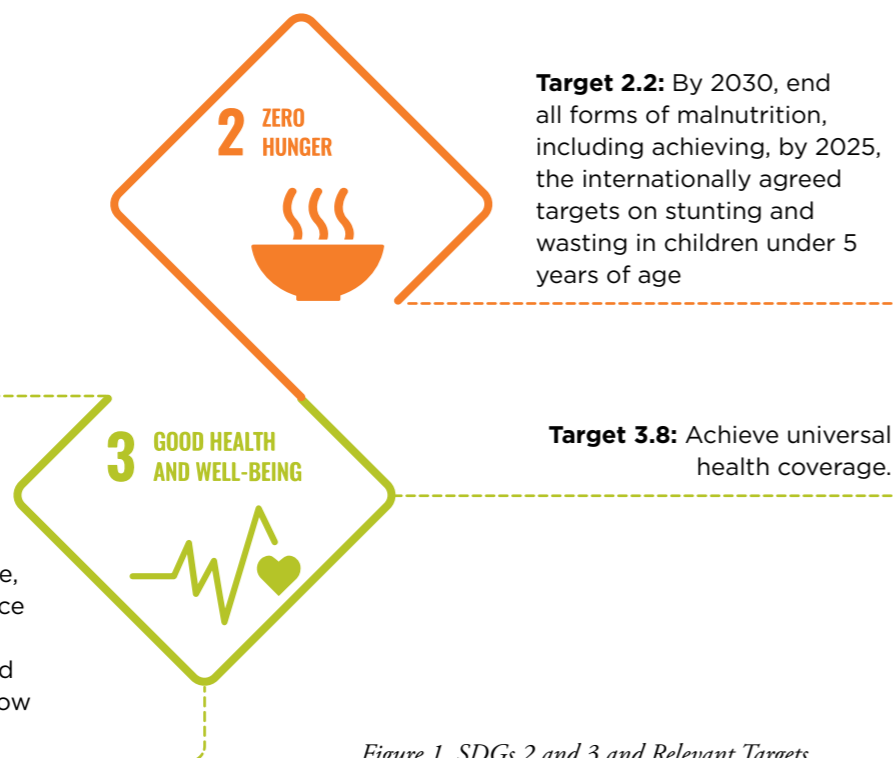 2 ZERO
HUNGER
Target 2.2: By 2030, end
all forms of malnutrition,
including achieving, by 2025,
the internationally agreed
targets on stunting and
wasting in children under 5
years of age
3 GOOD HEALTH
AND WELL-BEING
Target 3.8: Achieve universal
health coverage.
Figure 1. SDGs 2 and 3 and Relevant Targets